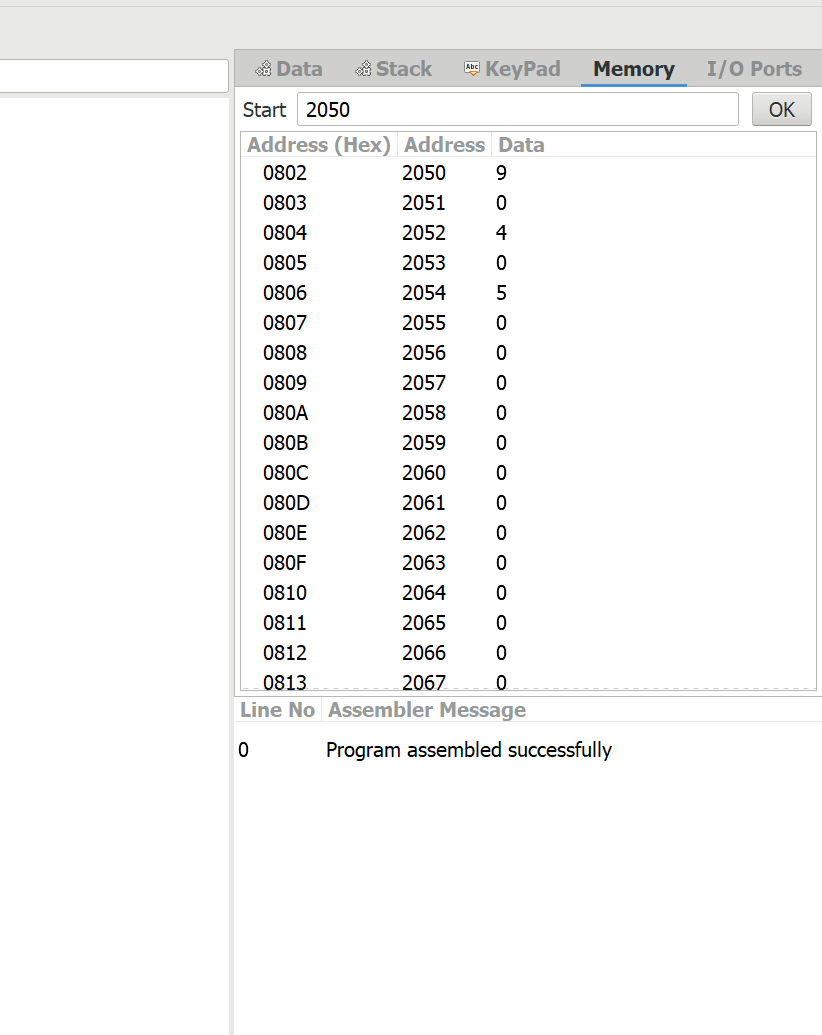 Data Stack Abc KeyPad Memory I/O Ports
Start 2050 OK
Address (Hex) Address Data
0802 2050 9
0803 2051 0
0804 2052 4
0805 2053 0
0806 2054 5
0807 2055 0
0808 2056 0
0809 2057 0
080A 2058 0
080B 2059 0
080C 2060 0
080D 2061 0
080E 2062 0
080F 2063 0
0810 2064 0
0811 2065 0
0812 2066 0
0813 2067 0
Line No Assembler Message
0 Program assembled successfully